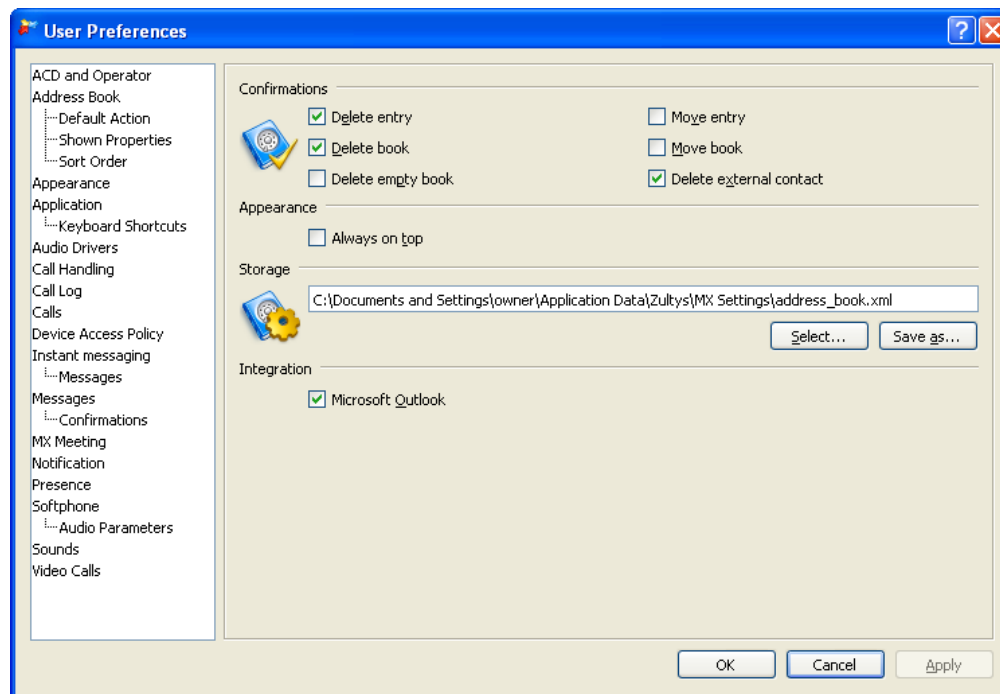 User Preferences
ACD and Operator
Address Book
Default Action
Shown Properties
Sort Order
Appearance
Application
Keyboard Shortcuts
Audio Drivers
Call Handling
Call Log
Calls
Device Access Policy
Instant messaging
Messages
Messages
Confirmations
MX Meeting
Notification
Presence
Softphone
Audio Parameters
Sounds
Video Calls
Confirmations
Delete entry
Move entry
Delete book
Move book
Delete empty book
Delete external contact
Appearance
Always on top
Storage
C:\Documents and Settings\owner\Application Data\Zultys\MX Settings\address_book.xml
Select...
Save as...
Integration
Microsoft Outlook
OK
Cancel
Apply